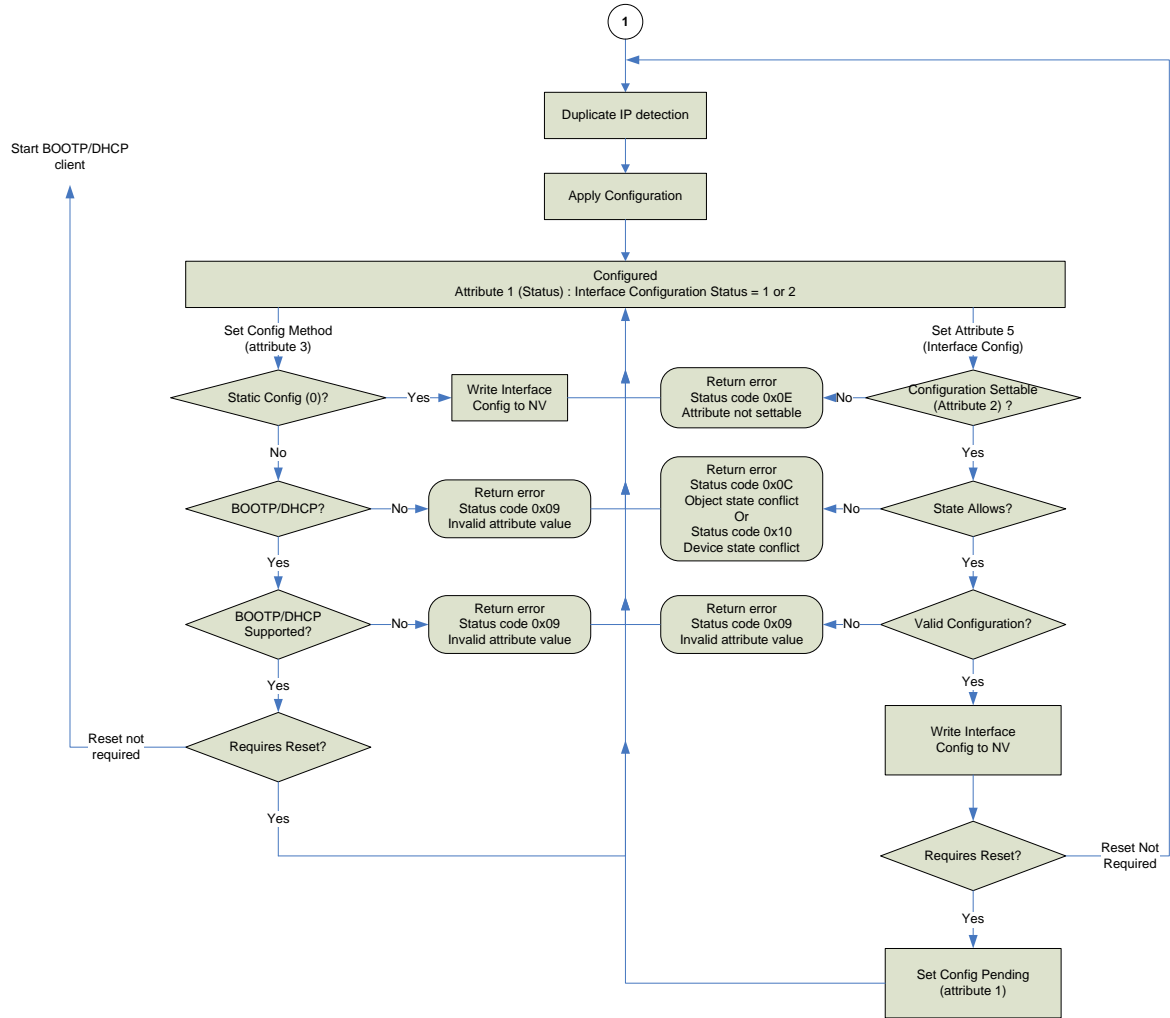 1
Duplicate IP detection
Start BOOTP/DHCP
client
Apply Configuration
Configured
Attribute 1 (Status) : Interface Configuration Status = 1 or 2
Set Config Method
(attribute 3)
Set Attribute 5
(Interface Config)
Static Config (0)?
Yes
Write Interface
Config to NV
Return error
Status code 0x0E
Attribute not settable
No
Configuration Settable
(Attribute 2) ?
No
Yes
BOOTP/DHCP?
No
Return error
Status code 0x09
Invalid attribute value
Return error
Status code 0x0C
Object state conflict
Or
Status code 0x10
Device state conflict
No
State Allows?
Yes
Yes
BOOTP/DHCP
Supported?
No
Return error
Status code 0x09
Invalid attribute value
Return error
Status code 0x09
Invalid attribute value
No
Valid Configuration?
Yes
Yes
Reset not
required
Requires Reset?
Write Interface
Config to NV
Yes
Requires Reset?
Reset Not
Required
Yes
Set Config Pending
(attribute 1)